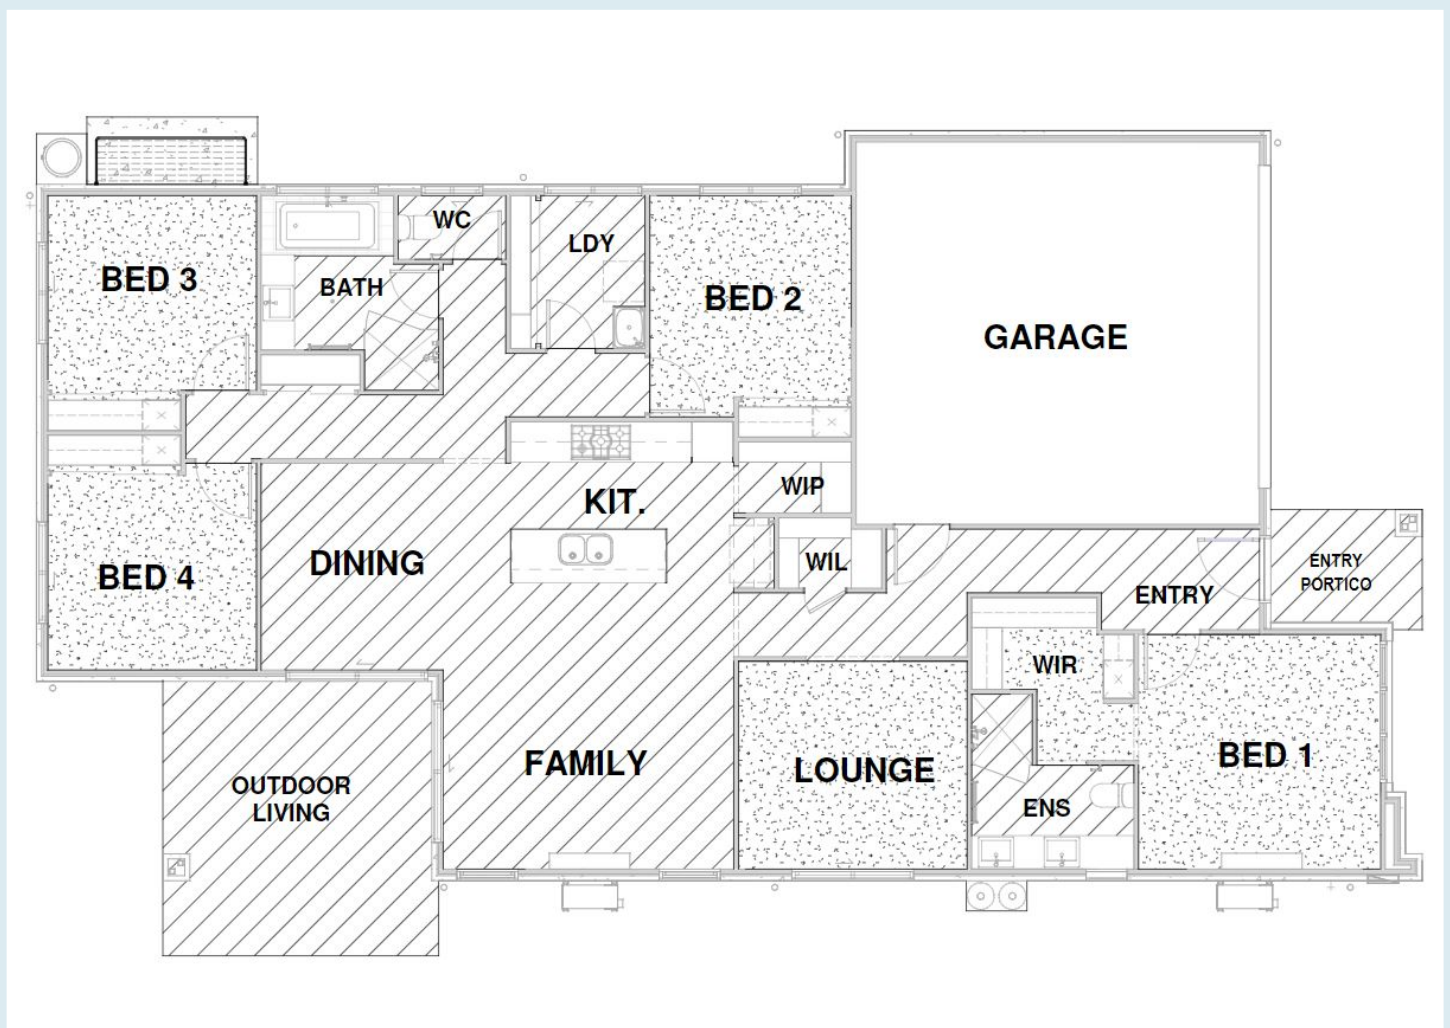 WC
LDY
BED 3
BATH
BED 2
GARAGE
WIP
KIT.
DINING
WIL
ENTRY
PORTICO
BED 4
ENTRY
WIR
FAMILY
LOUNGE
BED 1
OUTDOOR
LIVING
ENS